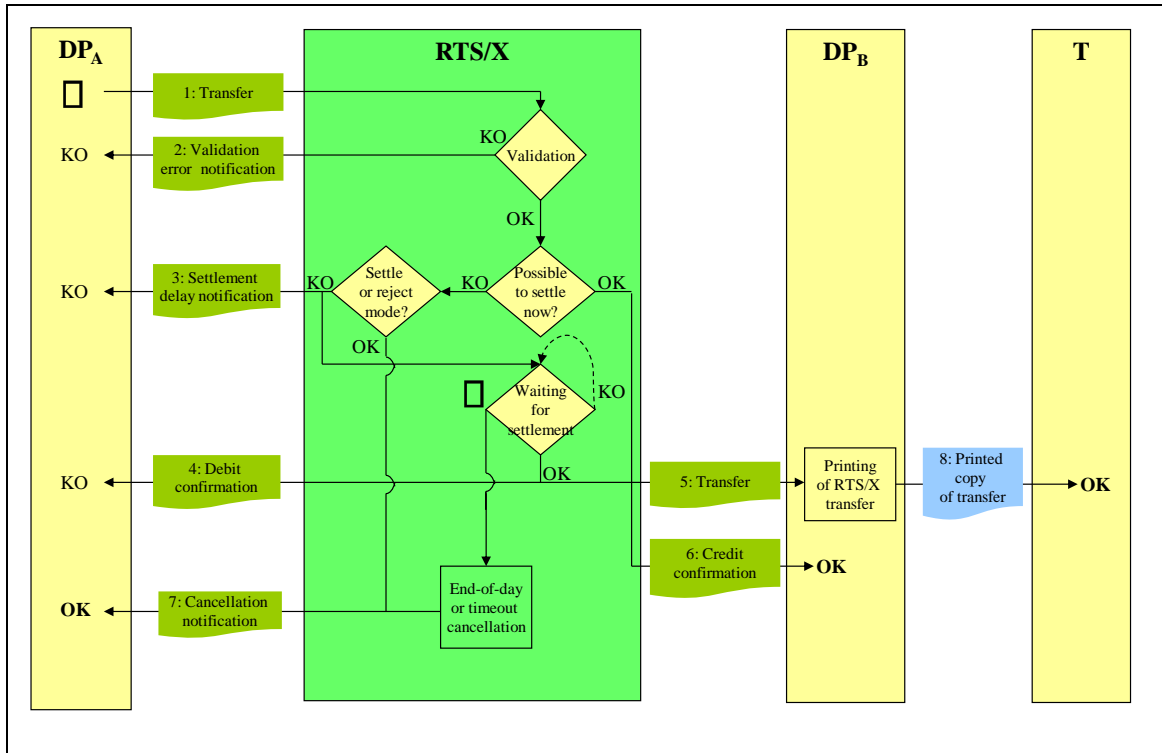 DPA
RTS/X
DPB
T
1: Transfer
KO
2: Validation
error notification
KO
Validation
OK
KO
3: Settlement
delay notification
KO
Settle
or reject
mode?
KO
Possible
to settle
now?
OK
OK
Waiting
for
settlement
KO
KO
4: Debit
confirmation
OK
5: Transfer
Printing
of RTS/X
transfer
8: Printed
copy
of transfer
OK
6: Credit
confirmation
OK
OK
7: Cancellation
notification
End-of-day
or timeout
cancellation